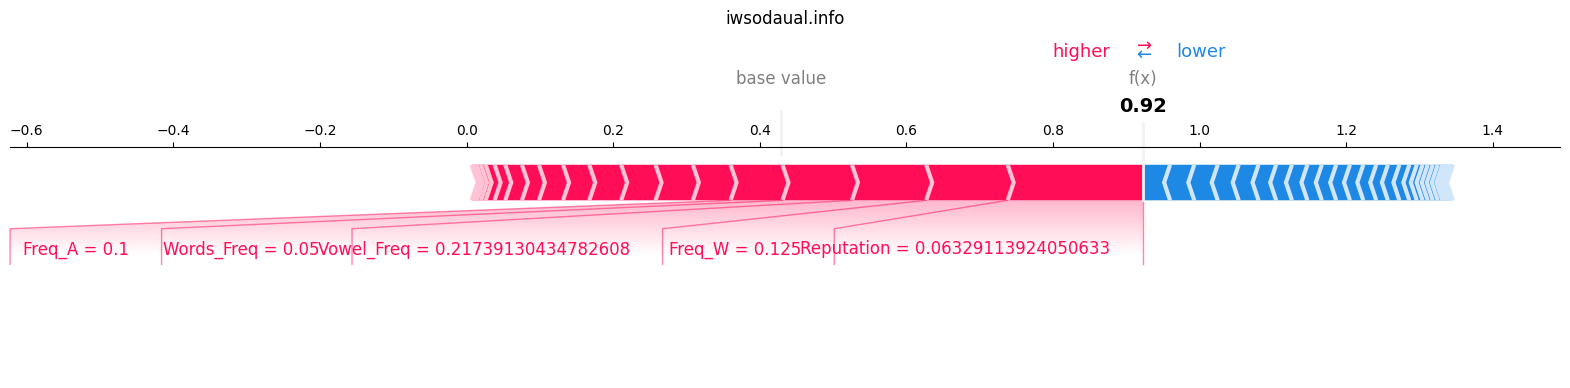 iwsodaual.info
higher → ← lower
base value f(x)
0.92
−0.6 −0.4 −0.2 0.0 0.2 0.4 0.6 0.8 1.0 1.2 1.4
Freq_A = 0.1 Words_Freq = 0.05 Vowel_Freq = 0.21739130434782608 Freq_W = 0.125 Reputation = 0.06329113924050633